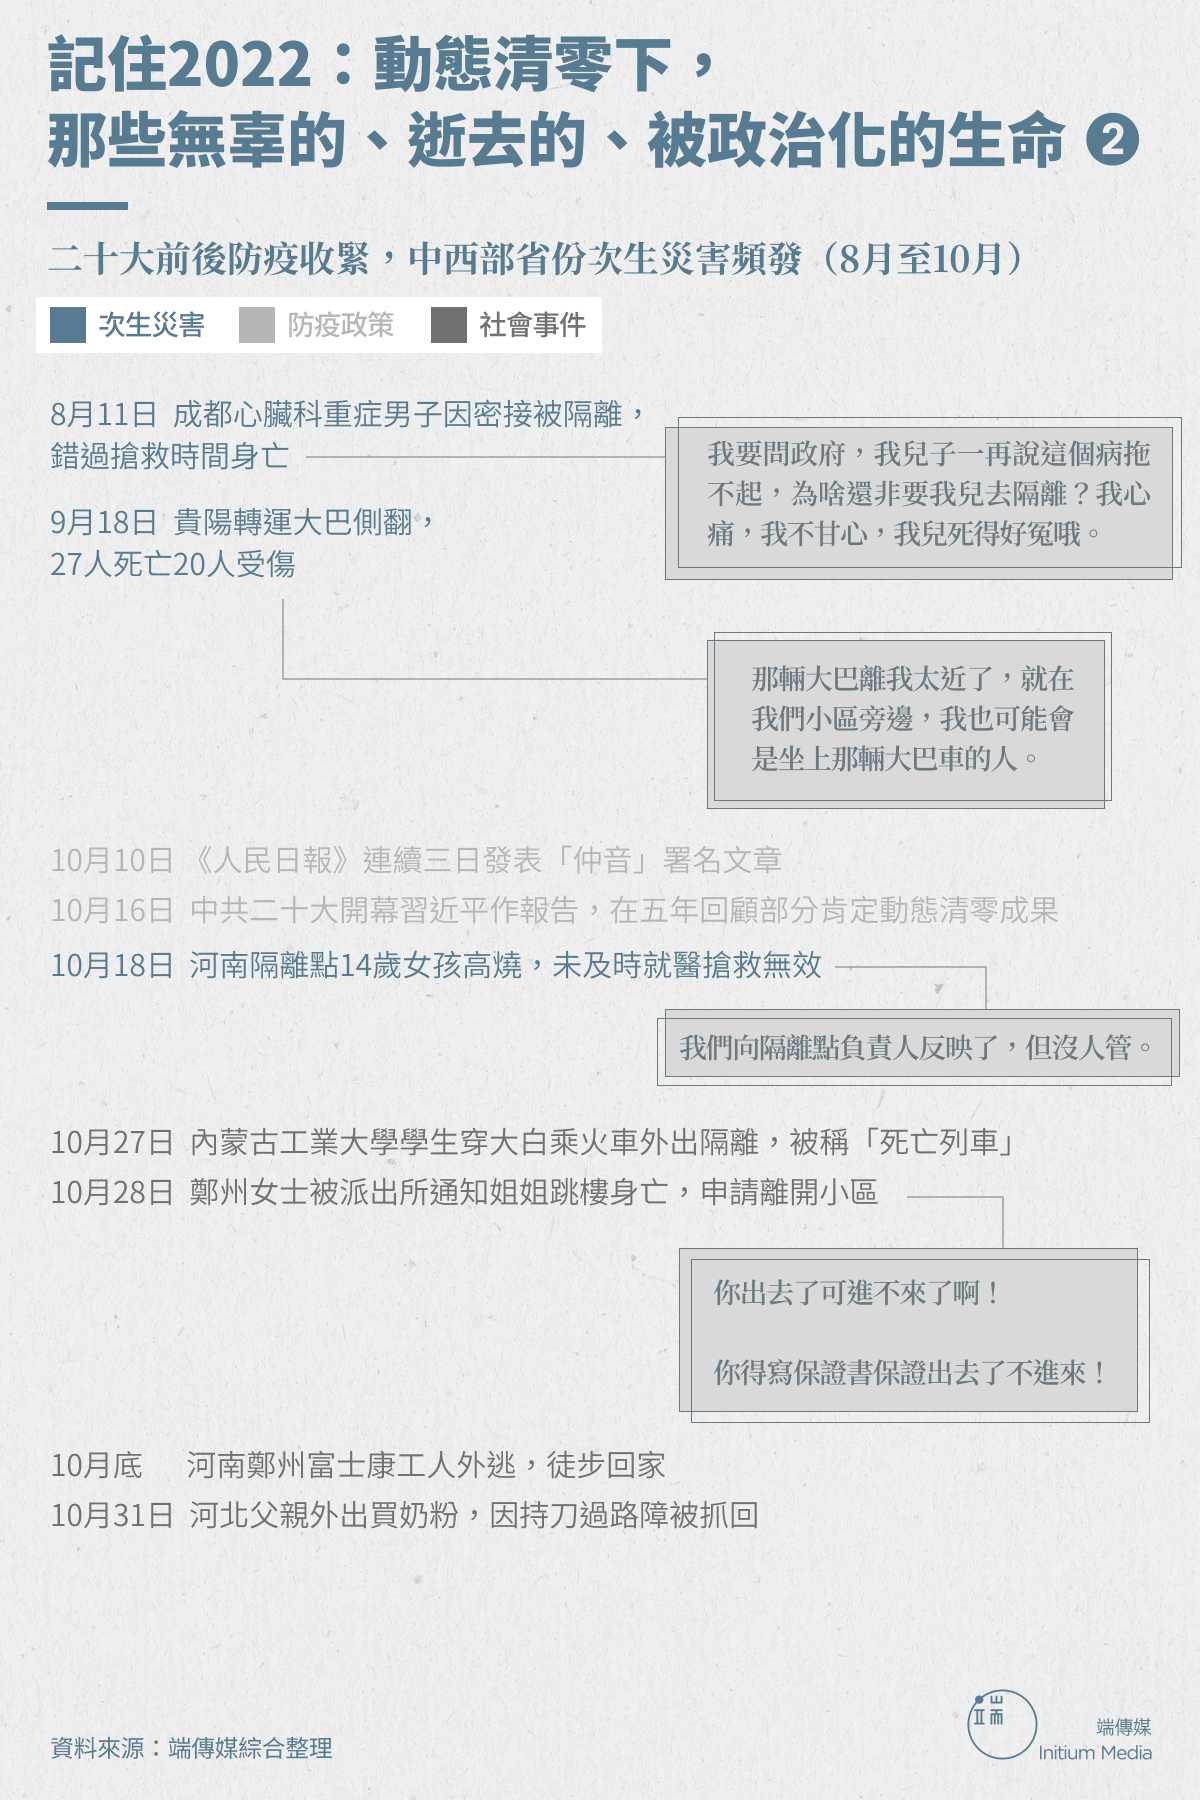 記住2022：動態清零下，
那些無辜的、逝去的、被政治化的生命 ❷
二十大前後防疫收緊，中西部省份次生災害頻發（8月至10月）
次生災害 防疫政策 社會事件
8月11日 成都心臟科重症男子因密接被隔離，
錯過搶救時間身亡
我要問政府，我兒子一再說這個病拖
不起，為啥還非要我兒去隔離？我心
痛，我不甘心，我兒死得好冤哦。
9月18日 貴陽轉運大巴側翻，
27人死亡20人受傷
那輛大巴離我太近了，就在
我們小區旁邊，我也可能會
是坐上那輛大巴車的人。
10月10日 《人民日報》連續三日發表「仲音」署名文章
10月16日 中共二十大開幕習近平作報告，在五年回顧部分肯定動態清零成果
10月18日 河南隔離點14歲女孩高燒，未及時就醫搶救無效
我們向隔離點負責人反映了，但沒人管。
10月27日 內蒙古工業大學學生穿大白乘火車外出隔離，被稱「死亡列車」
10月28日 鄭州女士被派出所通知姐姐跳樓身亡，申請離開小區
你出去了可進不來了啊！
你得寫保證書保證出去了不進來！
10月底 河南鄭州富士康工人外逃，徒步回家
10月31日 河北父親外出買奶粉，因持刀過路障被抓回
資料來源：端傳媒綜合整理
端
端傳媒
Initium Media